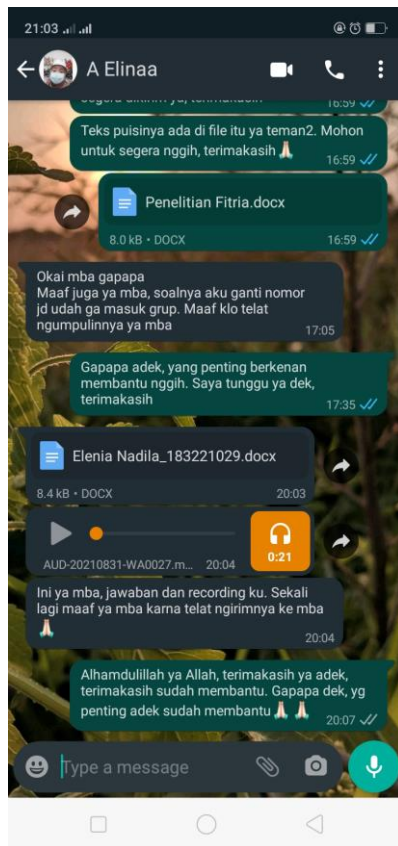 21:03
A Elinaa
16:59
Teks puisinya ada di file itu ya teman2. Mohon
untuk segera nggih, terimakasih 🙏🏻
16:59
Penelitian Fitria.docx
8.0 kB • DOCX 16:59
Okai mba gapapa
Maaf juga ya mba, soalnya aku ganti nomor
jd udah ga masuk grup. Maaf klo telat
ngumpulinnya ya mba
17:05
Gapapa adek, yang penting berkenan
membantu nggih. Saya tunggu ya dek,
terimakasih
17:35
Elenia Nadila_183221029.docx
8.4 kB • DOCX 20:03
0:21
AUD-20210831-WA0027.m... 20:04
Ini ya mba, jawaban dan recording ku. Sekali
lagi maaf ya mba karna telat ngirimnya ke mba
🙏🏻
20:04
Alhamdulillah ya Allah, terimakasih ya adek,
terimakasih sudah membantu. Gapapa dek, yg
penting adek sudah membantu 🙏🏻 🙏🏻
20:07
Type a message